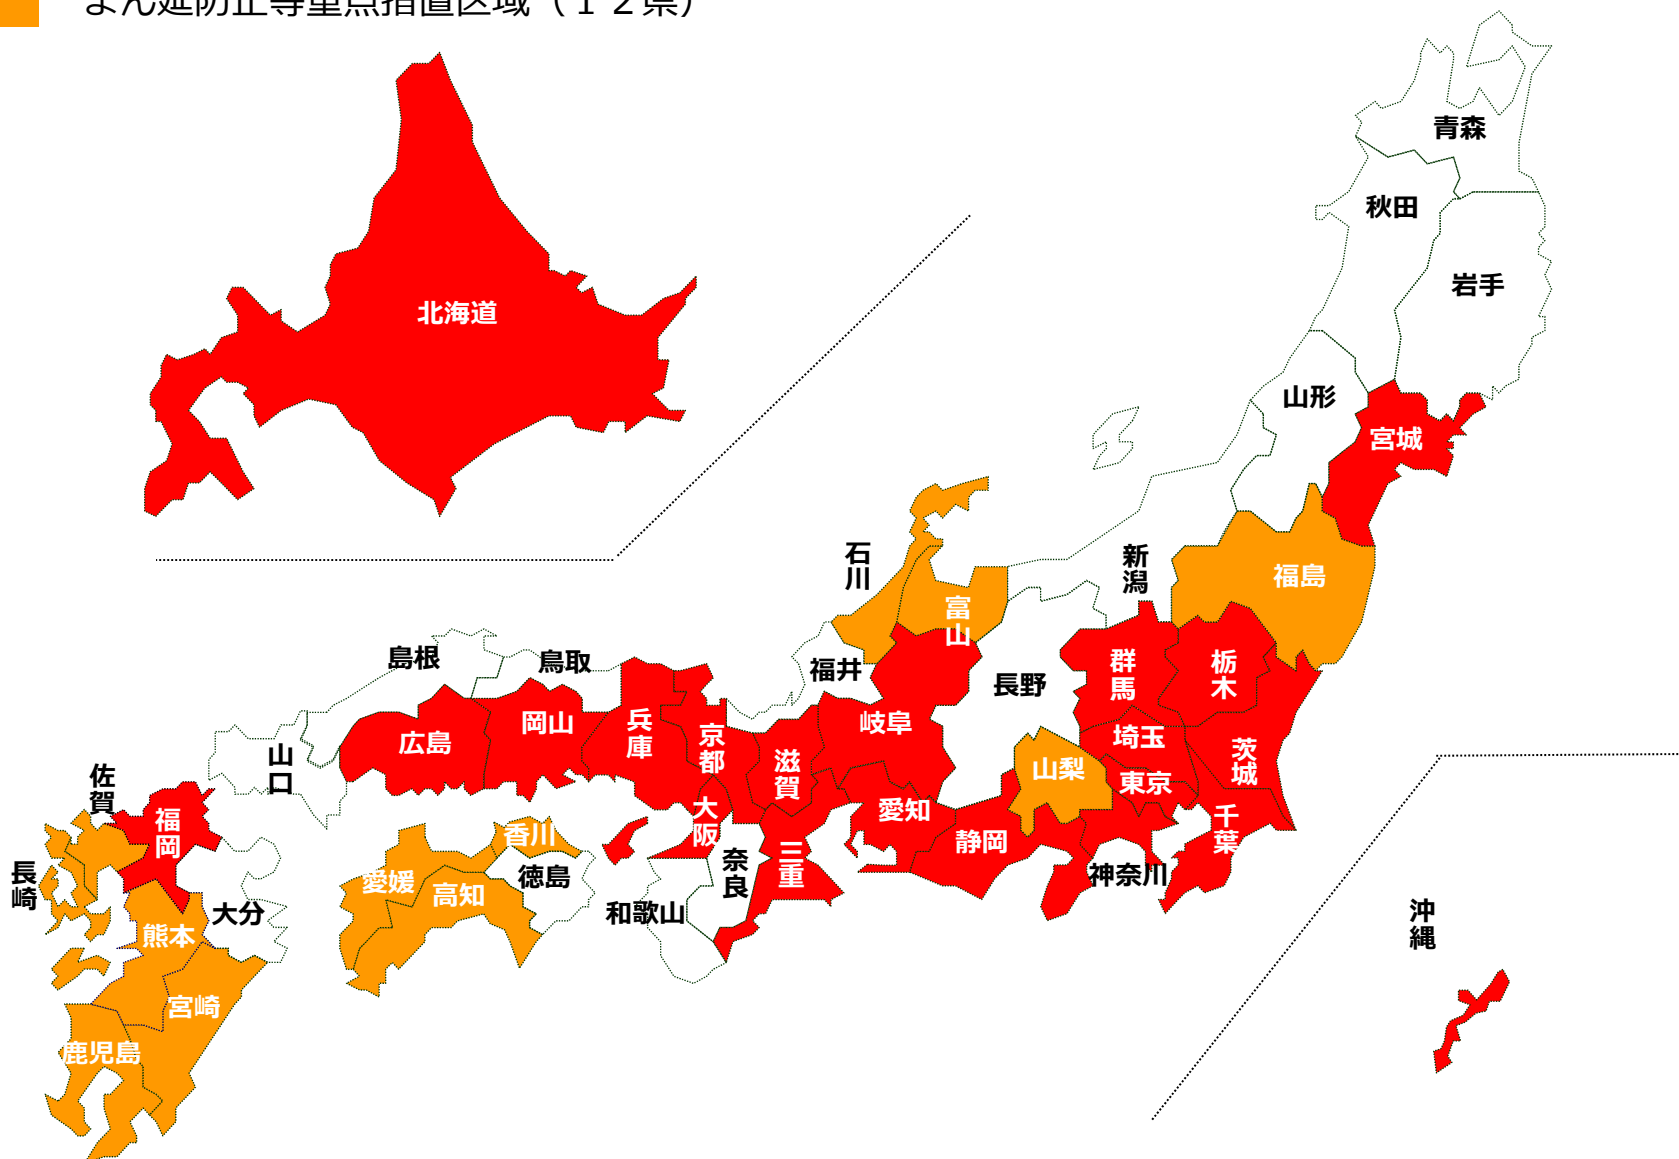 まん延防止等重点措置区域（１２県）
北海道
青森
秋田
岩手
山形
宮城
福島
新潟
石川
富山
福井
長野
群馬
栃木
茨城
埼玉
東京
千葉
神奈川
山梨
静岡
愛知
岐阜
三重
滋賀
京都
大阪
兵庫
奈良
和歌山
鳥取
島根
岡山
広島
山口
香川
徳島
愛媛
高知
福岡
佐賀
長崎
大分
熊本
宮崎
鹿児島
沖縄